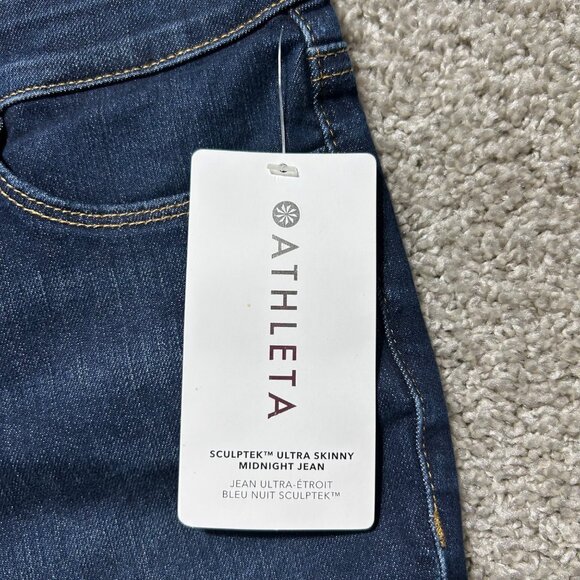 ATHLETA
SCULPTEK™ ULTRA SKINNY
MIDNIGHT JEAN
JEAN ULTRA-ÉTROIT
BLEU NUIT SCULPTEK™